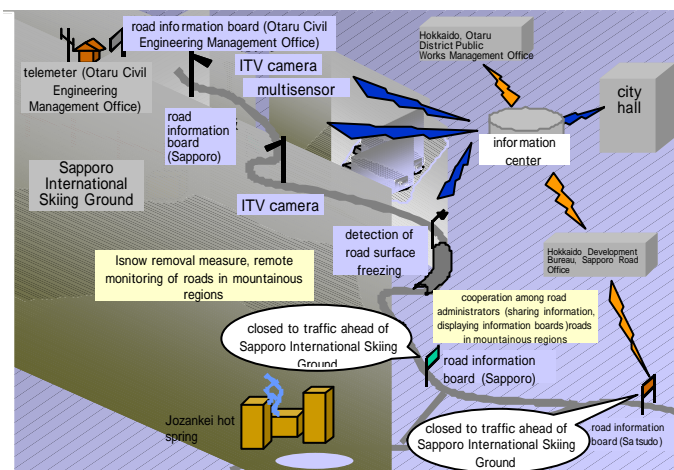 road information board (Otaru Civil
Engineering Management Office)
telemeter (Otaru Civil
Engineering
Management Office)
ITV camera
multisensor
road
information
board
(Sapporo)
Hokkaido, Otaru
District Public
Works Management Office
city
hall
information
center
Sapporo
International
Skiing Ground
ITV camera
detection of
road surface
freezing
Hokkaido Development
Bureau, Sapporo Road
Office
Isnow removal measure, remote
monitoring of roads in mountainous
regions
cooperation among road
administrators (sharing information,
displaying information boards)roads
in mountainous regions
closed to traffic ahead of
Sapporo International Skiing
Ground
road information
board (Sapporo)
Jozankei hot
spring
closed to traffic ahead of
Sapporo International Skiing
Ground
road information
board (Satsudo)